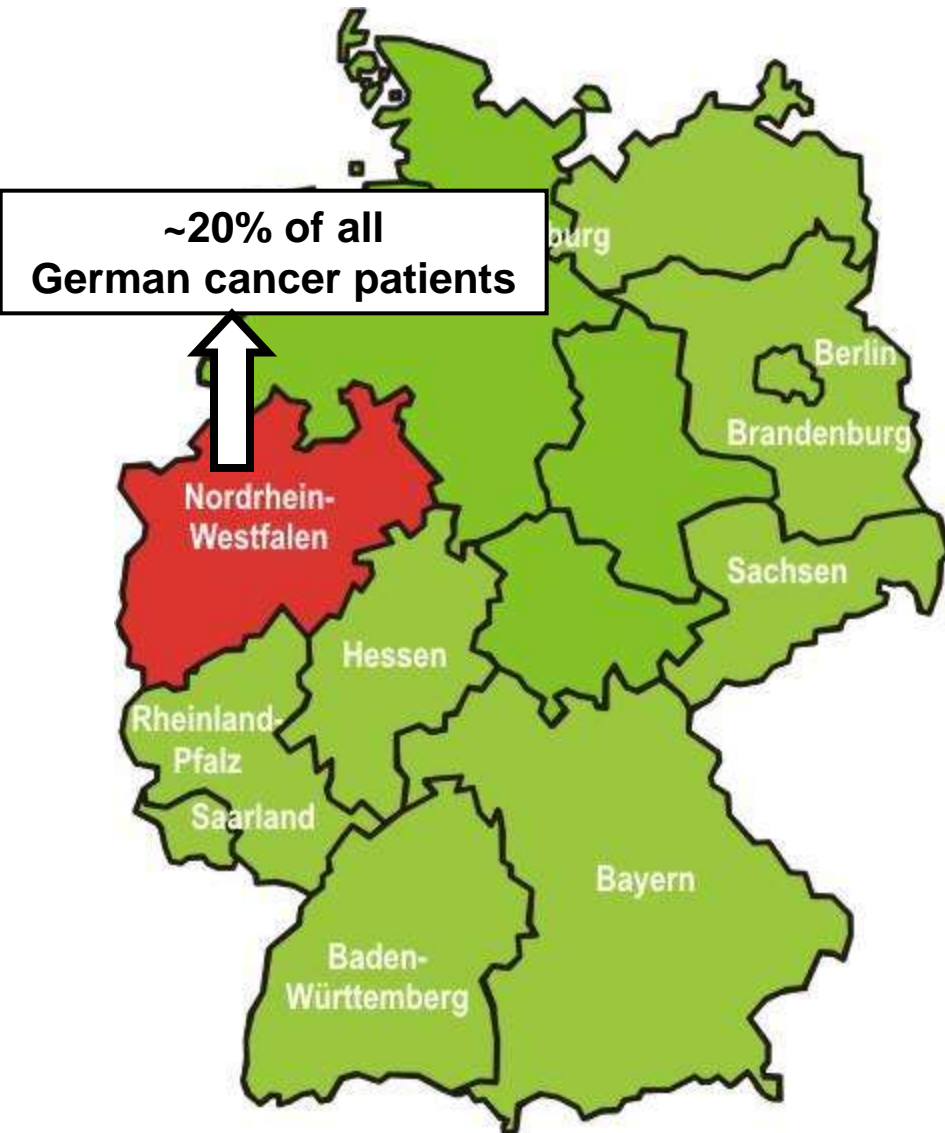 ~20% of all
German cancer patients
burg
Berlin
Brandenburg
Nordrhein-
Westfalen
Sachsen
Hessen
Rheinland-
Pfalz
Saarland
Bayern
Baden-
Württemberg